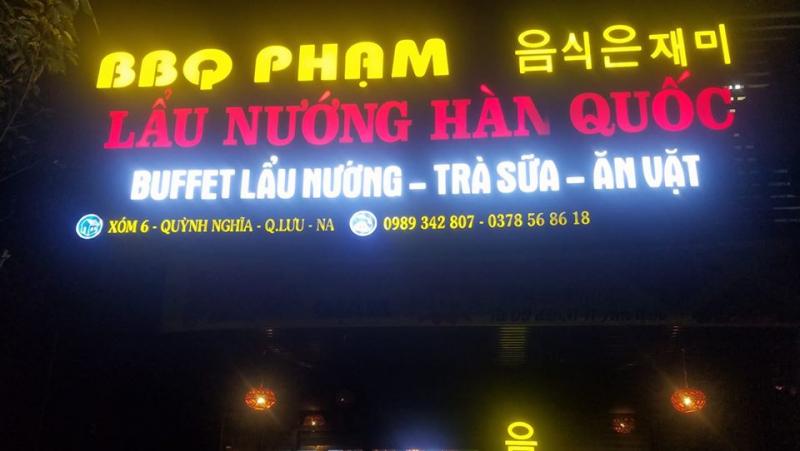 BBQ PHẠM 음식은재미
LẨU NƯỚNG HÀN QUỐC
BUFFET LẨU NƯỚNG – TRÀ SỮA – ĂN VẶT
XÓM 6 - QUỲNH NGHĨA - Q.LƯU - NA 0989 342 807 - 0378 56 86 18
음